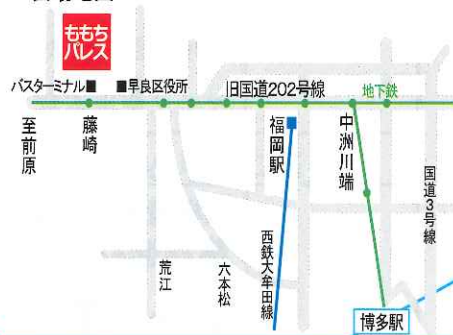 ももち
パレス
バスターミナル■ ■早良区役所
旧国道202号線
地下鉄
至前原
藤崎
福岡駅
中洲川端
国道3号線
西鉄大牟田線
荒江
六本松
博多駅